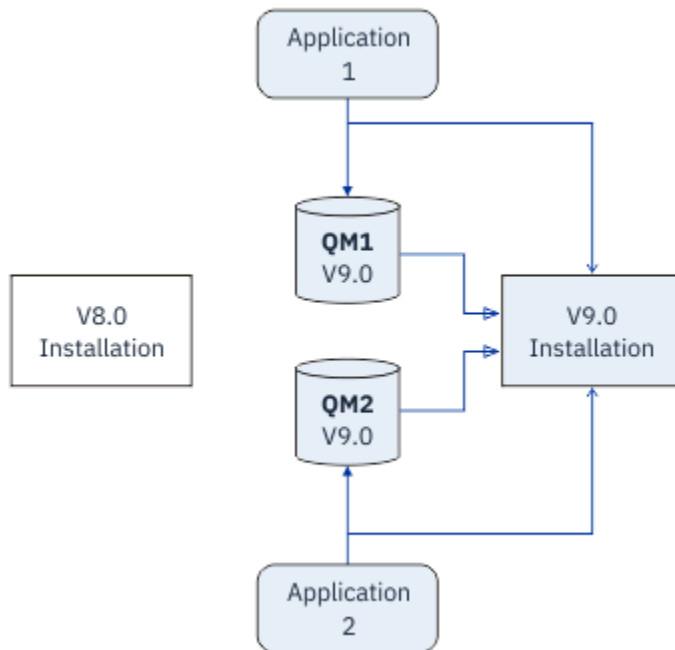 Application
1
QM1
V9.0
V8.0
Installation
V9.0
Installation
QM2
V9.0
Application
2